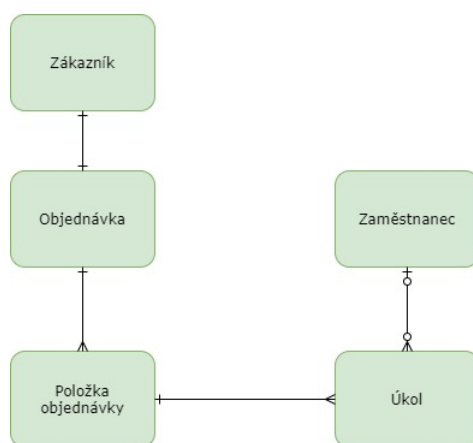 Zákazník
Objednávka
Zaměstnanec
Položka
objednávky
Úkol